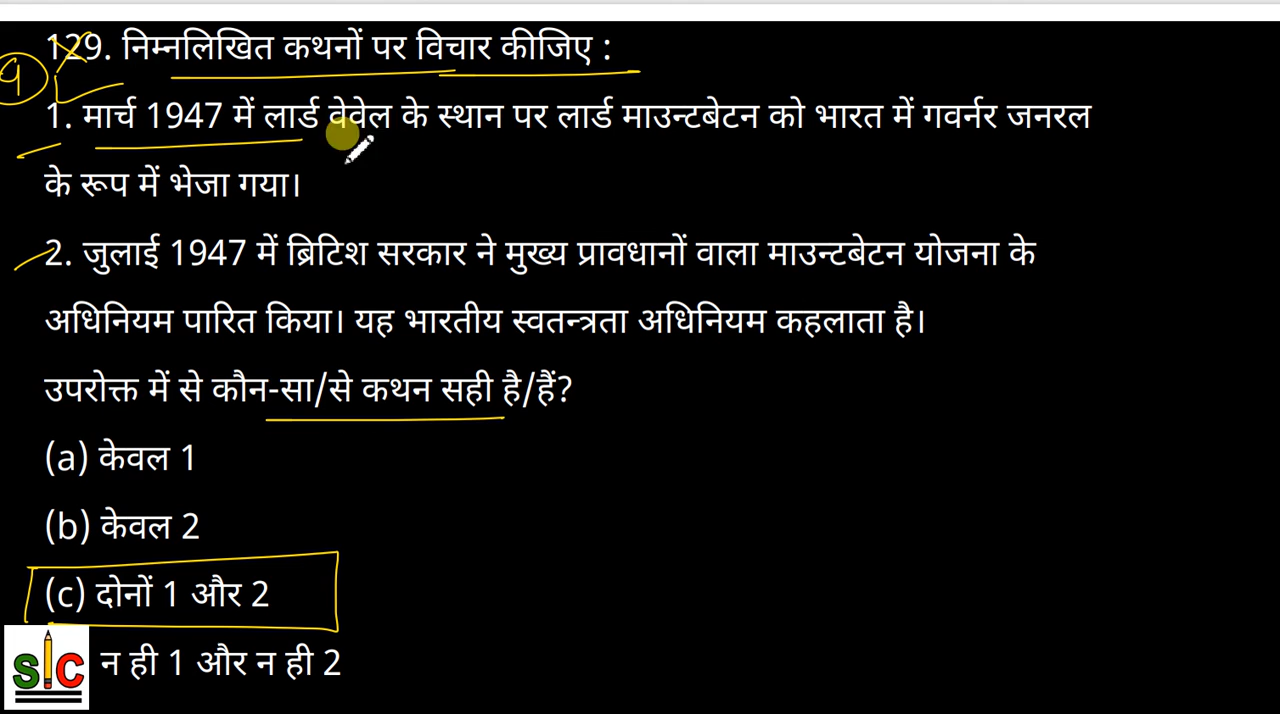 129. निम्नलिखित कथनों पर विचार कीजिए :
9
1. मार्च 1947 में लार्ड वेवेल के स्थान पर लार्ड माउन्टबेटन को भारत में गवर्नर जनरल
के रूप में भेजा गया।
2. जुलाई 1947 में ब्रिटिश सरकार ने मुख्य प्रावधानों वाला माउन्टबेटन योजना के
अधिनियम पारित किया। यह भारतीय स्वतन्त्रता अधिनियम कहलाता है।
उपरोक्त में से कौन-सा/से कथन सही है/हैं?
(a) केवल 1
(b) केवल 2
(c) दोनों 1 और 2
न ही 1 और न ही 2
SIC